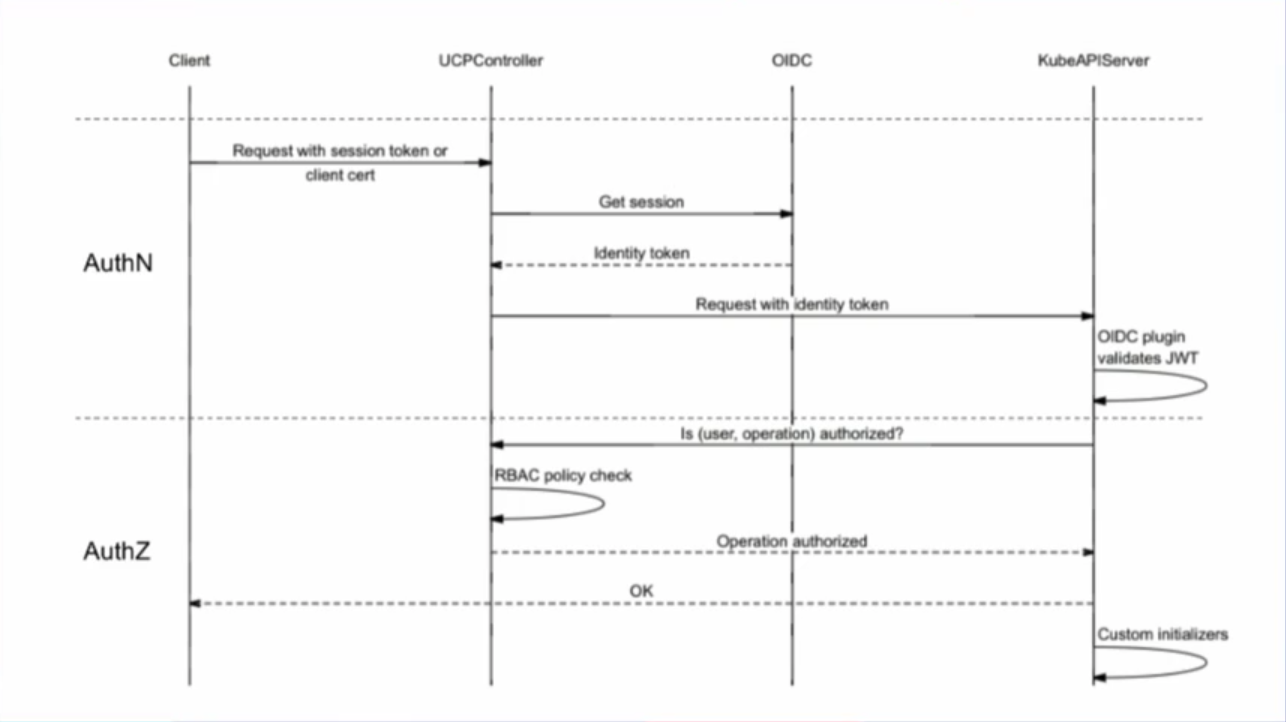 Client
UCPController
OIDC
KubeAPIServer
Request with session token or
client cert
Get session
AuthN
Identity token
Request with identity token
OIDC plugin
validates JWT
Is (user, operation) authorized?
RBAC policy check
AuthZ
Operation authorized
OK
Custom initializers